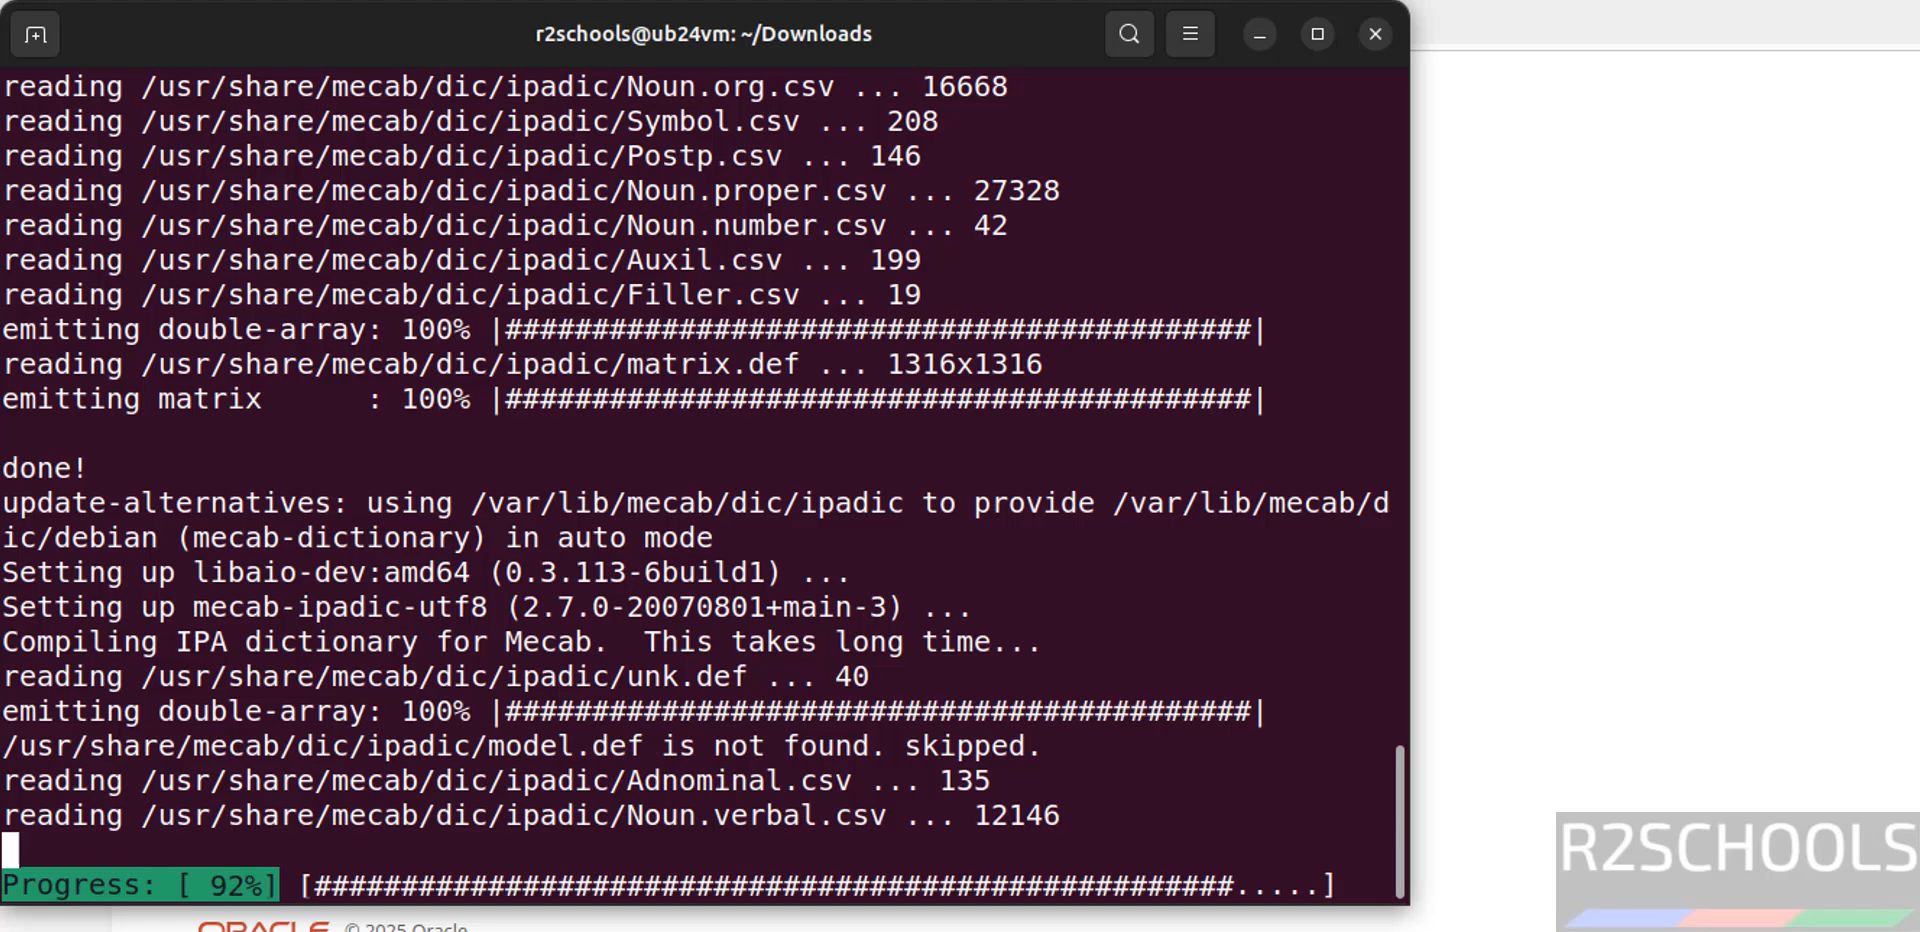 r2schools@ub24vm: ~/Downloads
reading /usr/share/mecab/dic/ipadic/Noun.org.csv ... 16668
reading /usr/share/mecab/dic/ipadic/Symbol.csv ... 208
reading /usr/share/mecab/dic/ipadic/Postp.csv ... 146
reading /usr/share/mecab/dic/ipadic/Noun.proper.csv ... 27328
reading /usr/share/mecab/dic/ipadic/Noun.number.csv ... 42
reading /usr/share/mecab/dic/ipadic/Auxil.csv ... 199
reading /usr/share/mecab/dic/ipadic/Filler.csv ... 19
emitting double-array: 100% |###########################################|
reading /usr/share/mecab/dic/ipadic/matrix.def ... 1316x1316
emitting matrix      : 100% |###########################################|
done!
update-alternatives: using /var/lib/mecab/dic/ipadic to provide /var/lib/mecab/d
ic/debian (mecab-dictionary) in auto mode
Setting up libaio-dev:amd64 (0.3.113-6build1) ...
Setting up mecab-ipadic-utf8 (2.7.0-20070801+main-3) ...
Compiling IPA dictionary for Mecab.  This takes long time...
reading /usr/share/mecab/dic/ipadic/unk.def ... 40
emitting double-array: 100% |###########################################|
/usr/share/mecab/dic/ipadic/model.def is not found. skipped.
reading /usr/share/mecab/dic/ipadic/Adnominal.csv ... 135
reading /usr/share/mecab/dic/ipadic/Noun.verbal.csv ... 12146
Progress: [ 92%] [#####################################################.....]
R2SCHOOLS
ORACLE © 2025 Oracle